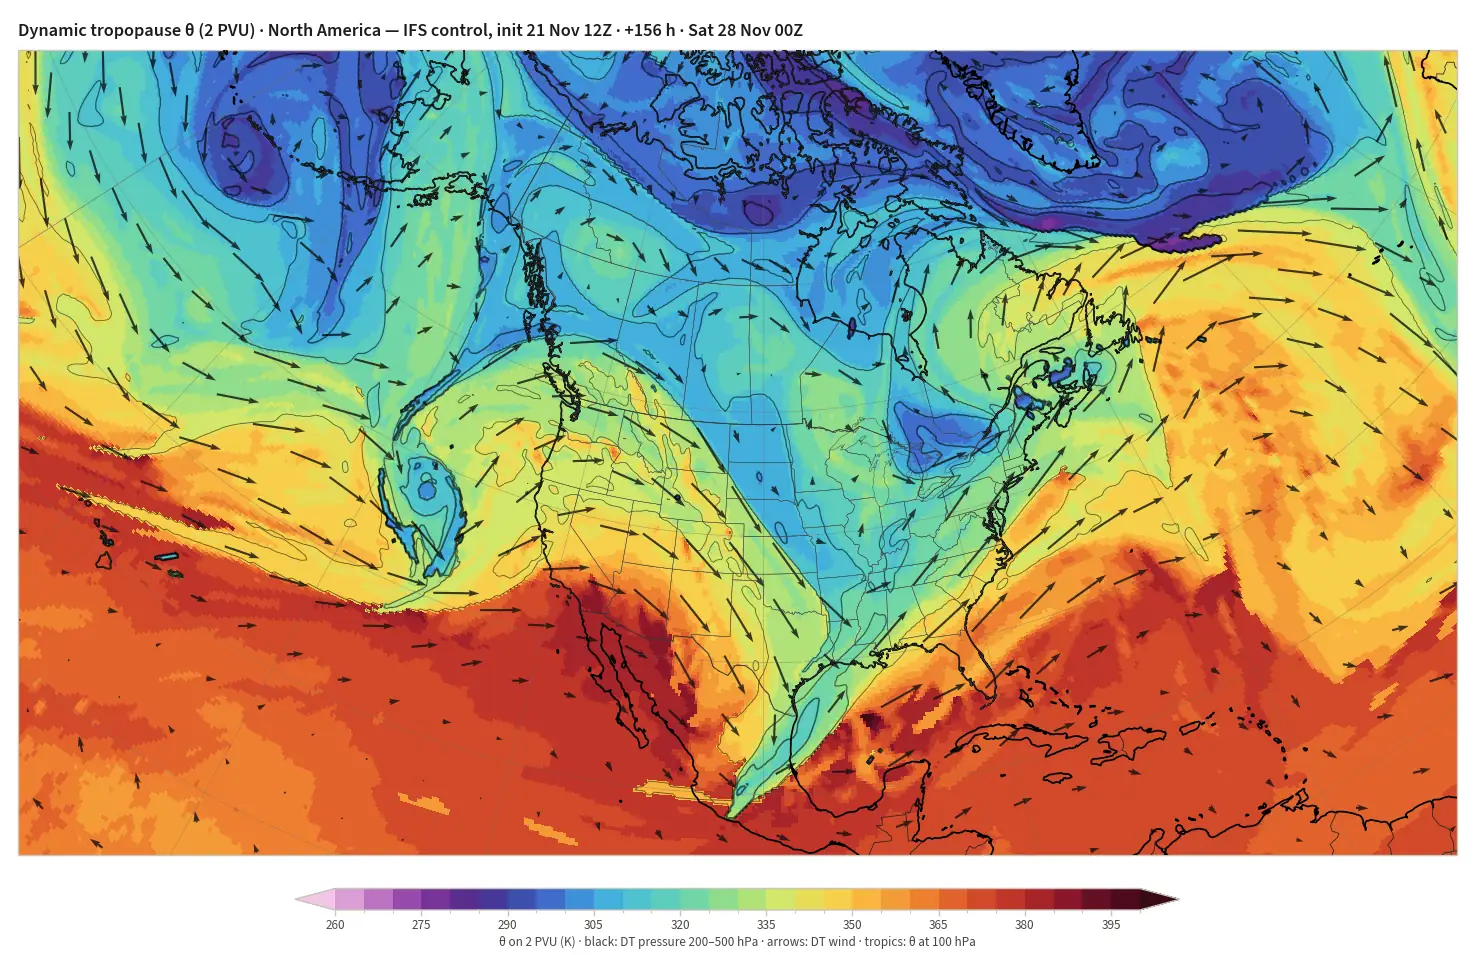 Dynamic tropopause θ (2 PVU) · North America — IFS control, init 21 Nov 12Z · +156 h · Sat 28 Nov 00Z
260 275 290 305 320 335 350 365 380 395
θ on 2 PVU (K) · black: DT pressure 200–500 hPa · arrows: DT wind · tropics: θ at 100 hPa